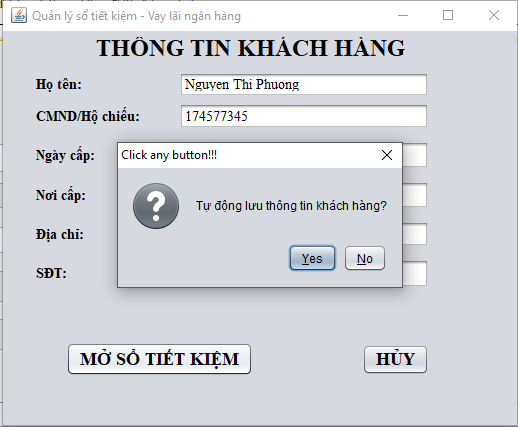 Quản lý sổ tiết kiệm - Vay lãi ngân hàng
THÔNG TIN KHÁCH HÀNG
Họ tên: Nguyen Thi Phuong
CMND/Hộ chiếu: 174577345
Ngày cấp:
Click any button!!!
Nơi cấp:
Tự động lưu thông tin khách hàng?
Địa chỉ:
Yes No
SĐT:
MỞ SỔ TIẾT KIỆM HỦY